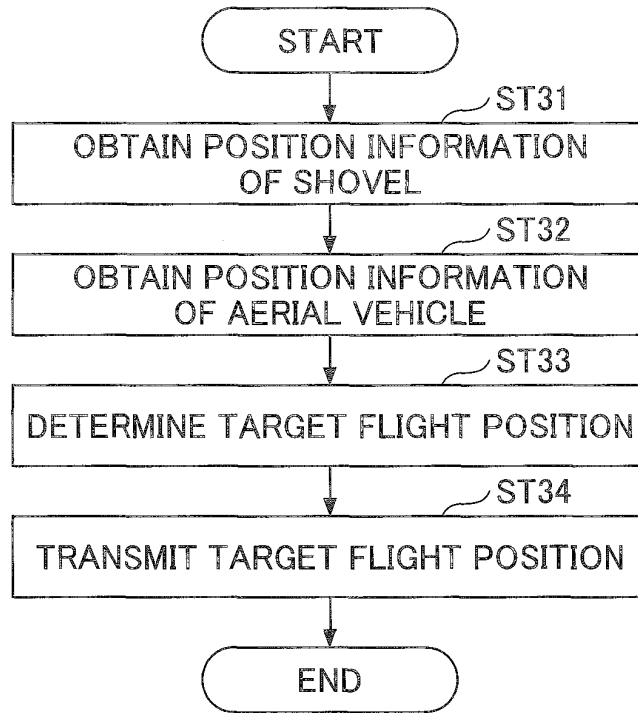 START
ST31
OBTAIN POSITION INFORMATION
OF SHOVEL
ST32
OBTAIN POSITION INFORMATION
OF AERIAL VEHICLE
ST33
DETERMINE TARGET FLIGHT POSITION
ST34
TRANSMIT TARGET FLIGHT POSITION
END